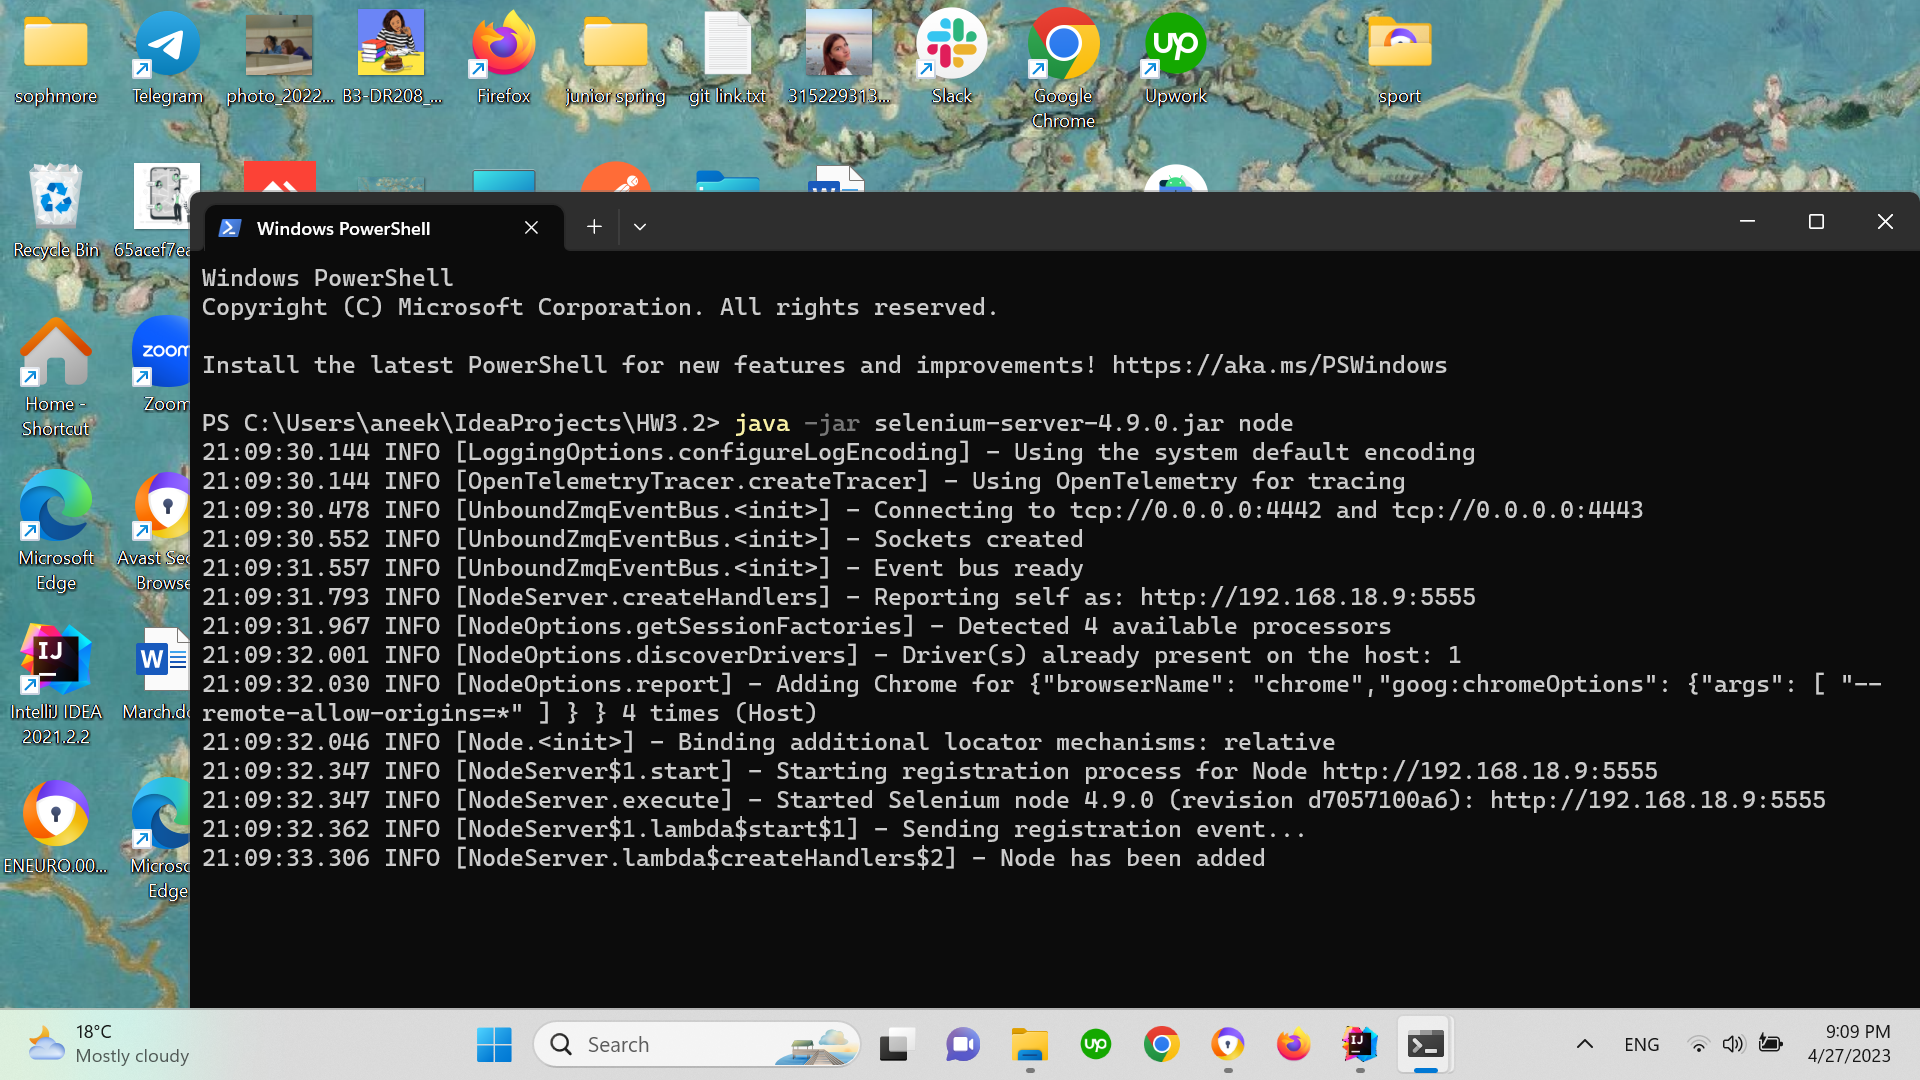 sophmore
Telegram
photo_2022...
B3-DR208_...
Firefox
junior spring
git link.txt
315229313...
Slack
Google
Chrome
up
Upwork
sport
Recycle Bin
65acef7ea
Home -
Shortcut
zoom
Zoom
Microsoft
Edge
Avast Sec
Browse
IJ
IntelliJ IDEA
2021.2.2
W
March.do
ENEURO.00...
Microso
Edge
Windows PowerShell
Windows PowerShell
Copyright (C) Microsoft Corporation. All rights reserved.
Install the latest PowerShell for new features and improvements! https://aka.ms/PSWindows
PS C:\Users\aneek\IdeaProjects\HW3.2> java -jar selenium-server-4.9.0.jar node
21:09:30.144 INFO [LoggingOptions.configureLogEncoding] - Using the system default encoding
21:09:30.144 INFO [OpenTelemetryTracer.createTracer] - Using OpenTelemetry for tracing
21:09:30.478 INFO [UnboundZmqEventBus.<init>] - Connecting to tcp://0.0.0.0:4442 and tcp://0.0.0.0:4443
21:09:30.552 INFO [UnboundZmqEventBus.<init>] - Sockets created
21:09:31.557 INFO [UnboundZmqEventBus.<init>] - Event bus ready
21:09:31.793 INFO [NodeServer.createHandlers] - Reporting self as: http://192.168.18.9:5555
21:09:31.967 INFO [NodeOptions.getSessionFactories] - Detected 4 available processors
21:09:32.001 INFO [NodeOptions.discoverDrivers] - Driver(s) already present on the host: 1
21:09:32.030 INFO [NodeOptions.report] - Adding Chrome for {"browserName": "chrome","goog:chromeOptions": {"args": [ "--
remote-allow-origins=*" ] } } 4 times (Host)
21:09:32.046 INFO [Node.<init>] - Binding additional locator mechanisms: relative
21:09:32.347 INFO [NodeServer$1.start] - Starting registration process for Node http://192.168.18.9:5555
21:09:32.347 INFO [NodeServer.execute] - Started Selenium node 4.9.0 (revision d7057100a6): http://192.168.18.9:5555
21:09:32.362 INFO [NodeServer$1.lambda$start$1] - Sending registration event...
21:09:33.306 INFO [NodeServer.lambda$createHandlers$2] - Node has been added
18°C
Mostly cloudy
Search
up
IJ
ENG
9:09 PM
4/27/2023